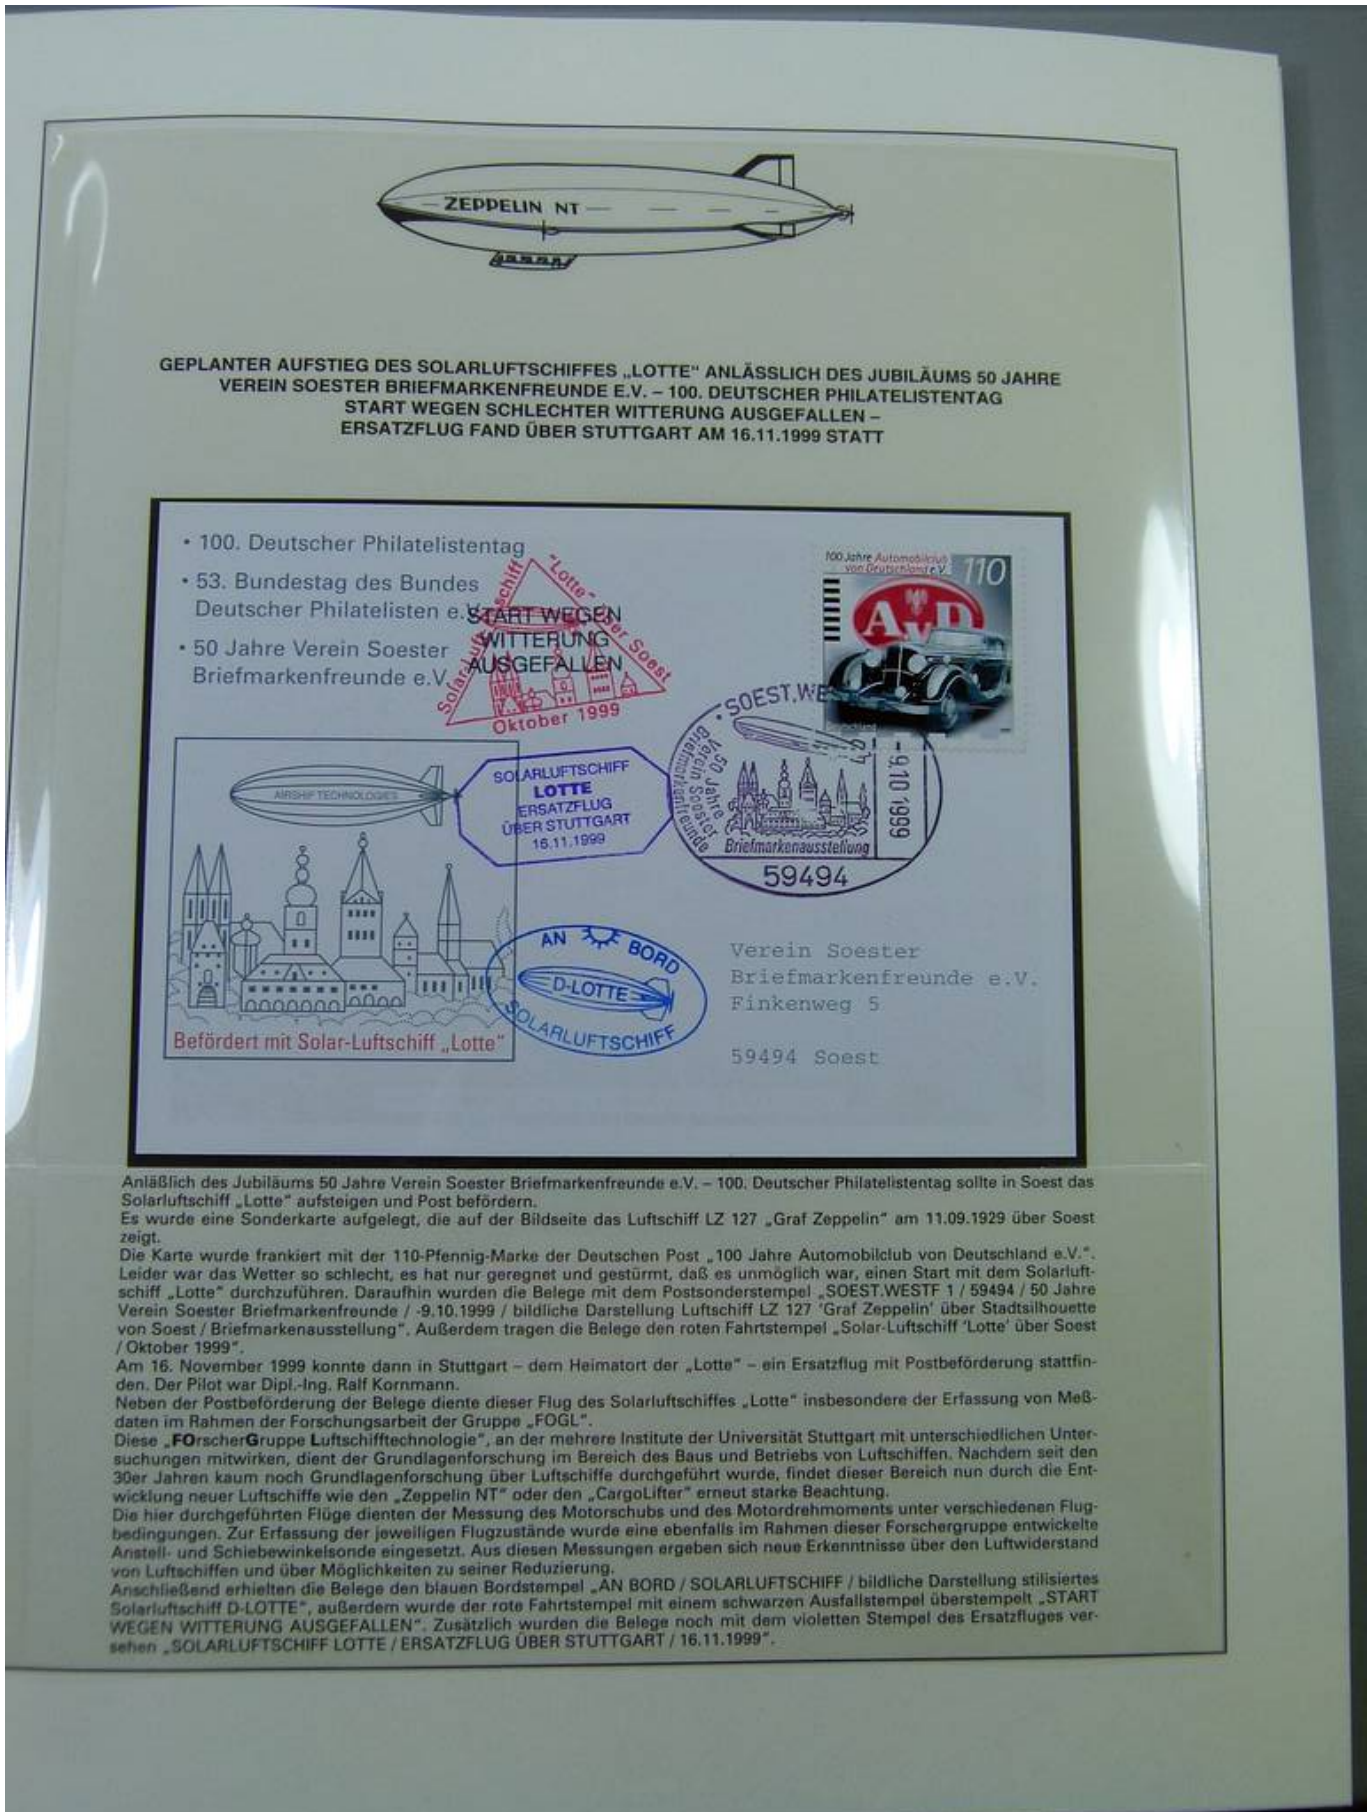 ZEPPELIN NT
GEPLANTER AUFSTIEG DES SOLARLUFTSCHIFFES „LOTTE“ ANLÄSSLICH DES JUBILÄUMS 50 JAHRE
VEREIN SOESTER BRIEFMARKENFREUNDE E.V. – 100. DEUTSCHER PHILATELISTENTAG
START WEGEN SCHLECHTER WITTERUNG AUSGEFALLEN –
ERSATZFLUG FAND ÜBER STUTTGART AM 16.11.1999 STATT
• 100. Deutscher Philatelistentag
• 53. Bundestag des Bundes
Deutscher Philatelisten e.V.
• 50 Jahre Verein Soester
Briefmarkenfreunde e.V.
Solar-Luftschiff "Lotte" über Soest
Oktober 1999
START WEGEN
WITTERUNG
AUSGEFALLEN
100 Jahre Automobilclub
von Deutschland e.V.
110
AvD
SOEST,WE
50 Jahre
Verein Soester
Briefmarkenfreunde
-9.10 1999
Briefmarkenausstellung
59494
AIRSHIP TECHNOLOGIES
SOLARLUFTSCHIFF
LOTTE
ERSATZFLUG
ÜBER STUTTGART
16.11.1999
AN BORD
D-LOTTE
SOLARLUFTSCHIFF
Befördert mit Solar-Luftschiff „Lotte“
Verein Soester
Briefmarkenfreunde e.V.
Finkenweg 5
59494 Soest
Anläßlich des Jubiläums 50 Jahre Verein Soester Briefmarkenfreunde e.V. – 100. Deutscher Philatelistentag sollte in Soest das
Solarluftschiff „Lotte“ aufsteigen und Post befördern.
Es wurde eine Sonderkarte aufgelegt, die auf der Bildseite das Luftschiff LZ 127 „Graf Zeppelin“ am 11.09.1929 über Soest
zeigt.
Die Karte wurde frankiert mit der 110-Pfennig-Marke der Deutschen Post „100 Jahre Automobilclub von Deutschland e.V.“.
Leider war das Wetter so schlecht, es hat nur geregnet und gestürmt, daß es unmöglich war, einen Start mit dem Solarluft-
schiff „Lotte“ durchzuführen. Daraufhin wurden die Belege mit dem Postsonderstempel „SOEST.WESTF 1 / 59494 / 50 Jahre
Verein Soester Briefmarkenfreunde / -9.10.1999 / bildliche Darstellung Luftschiff LZ 127 'Graf Zeppelin' über Stadtsilhouette
von Soest / Briefmarkenausstellung“. Außerdem tragen die Belege den roten Fahrtstempel „Solar-Luftschiff 'Lotte' über Soest
/ Oktober 1999“.
Am 16. November 1999 konnte dann in Stuttgart – dem Heimatort der „Lotte“ – ein Ersatzflug mit Postbeförderung stattfin-
den. Der Pilot war Dipl.-Ing. Ralf Kornmann.
Neben der Postbeförderung der Belege diente dieser Flug des Solarluftschiffes „Lotte“ insbesondere der Erfassung von Meß-
daten im Rahmen der Forschungsarbeit der Gruppe „FOGL“.
Diese „FOrscherGruppe Luftschifftechnologie“, an der mehrere Institute der Universität Stuttgart mit unterschiedlichen Unter-
suchungen mitwirken, dient der Grundlagenforschung im Bereich des Baus und Betriebs von Luftschiffen. Nachdem seit den
30er Jahren kaum noch Grundlagenforschung über Luftschiffe durchgeführt wurde, findet dieser Bereich nun durch die Ent-
wicklung neuer Luftschiffe wie den „Zeppelin NT“ oder den „CargoLifter“ erneut starke Beachtung.
Die hier durchgeführten Flüge dienten der Messung des Motorschubs und des Motordrehmoments unter verschiedenen Flug-
bedingungen. Zur Erfassung der jeweiligen Flugzustände wurde eine ebenfalls im Rahmen dieser Forschergruppe entwickelte
Anstell- und Schiebewinkelsonde eingesetzt. Aus diesen Messungen ergeben sich neue Erkenntnisse über den Luftwiderstand
von Luftschiffen und über Möglichkeiten zu seiner Reduzierung.
Anschließend erhielten die Belege den blauen Bordstempel „AN BORD / SOLARLUFTSCHIFF / bildliche Darstellung stilisiertes
Solarluftschiff D-LOTTE“, außerdem wurde der rote Fahrtstempel mit einem schwarzen Ausfallstempel überstempelt „START
WEGEN WITTERUNG AUSGEFALLEN“. Zusätzlich wurden die Belege noch mit dem violetten Stempel des Ersatzfluges ver-
sehen „SOLARLUFTSCHIFF LOTTE / ERSATZFLUG ÜBER STUTTGART / 16.11.1999“.